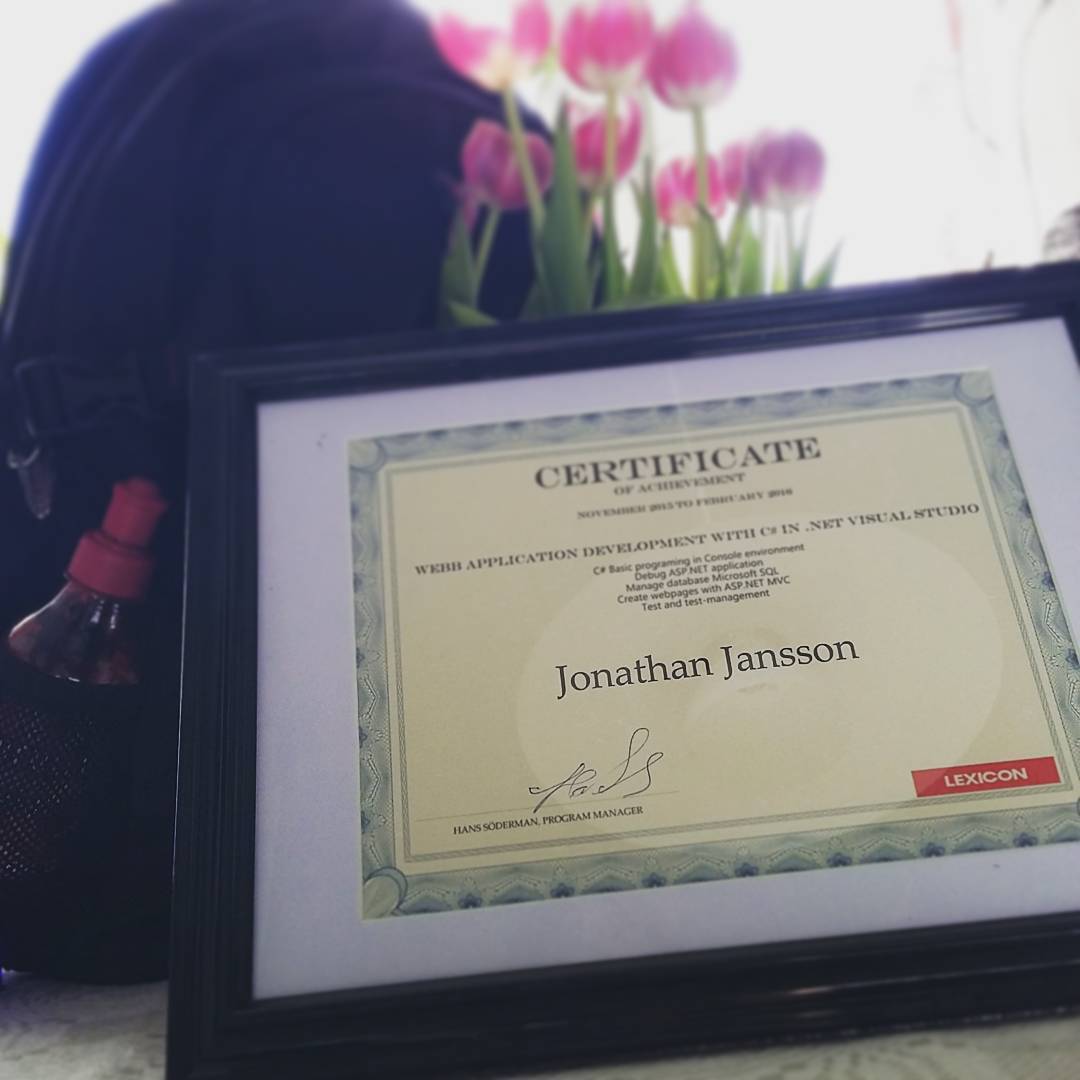 CERTIFICATE
OF ACHIEVEMENT
NOVEMBER 2015 TO FEBRUARY 2016
WEBB APPLICATION DEVELOPMENT WITH C# IN .NET VISUAL STUDIO
C# Basic programing in Console environment
Debug ASP.NET application
Manage database Microsoft SQL
Create webpages with ASP.NET MVC
Test and test-management
Jonathan Jansson
HANS SÖDERMAN, PROGRAM MANAGER
LEXICON